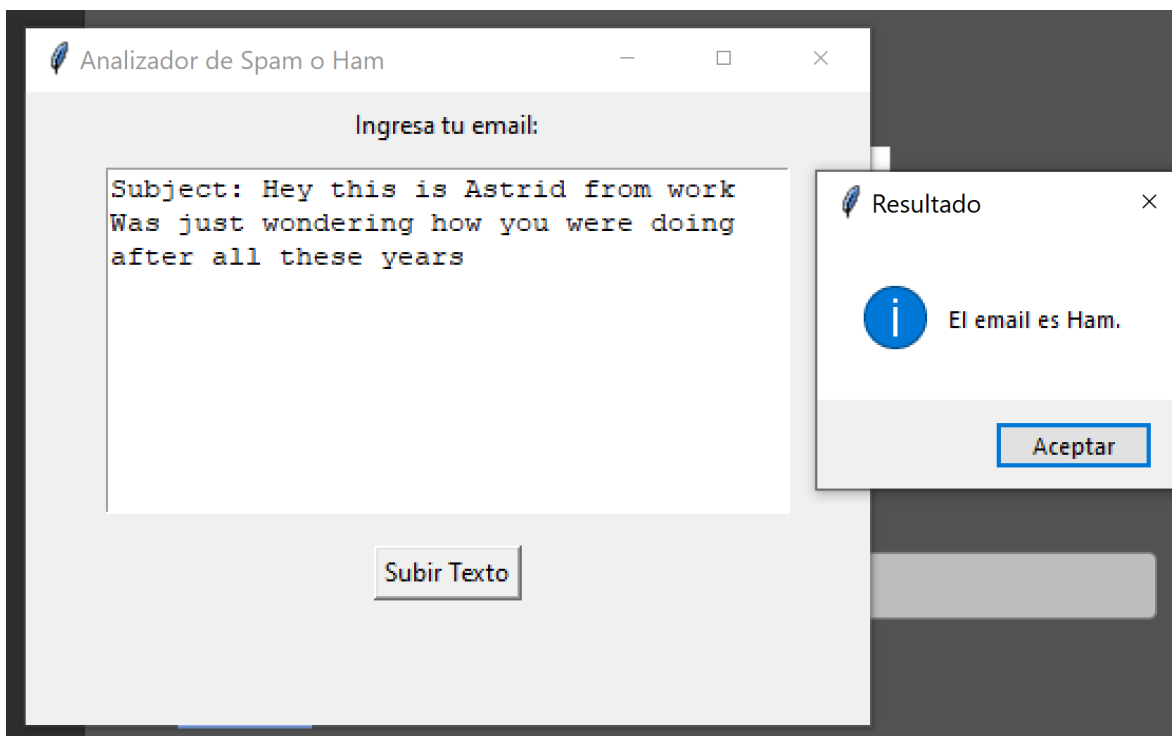 Analizador de Spam o Ham
Ingresa tu email:
Subject: Hey this is Astrid from work
Was just wondering how you were doing
after all these years
Subir Texto
Resultado
El email es Ham.
Aceptar